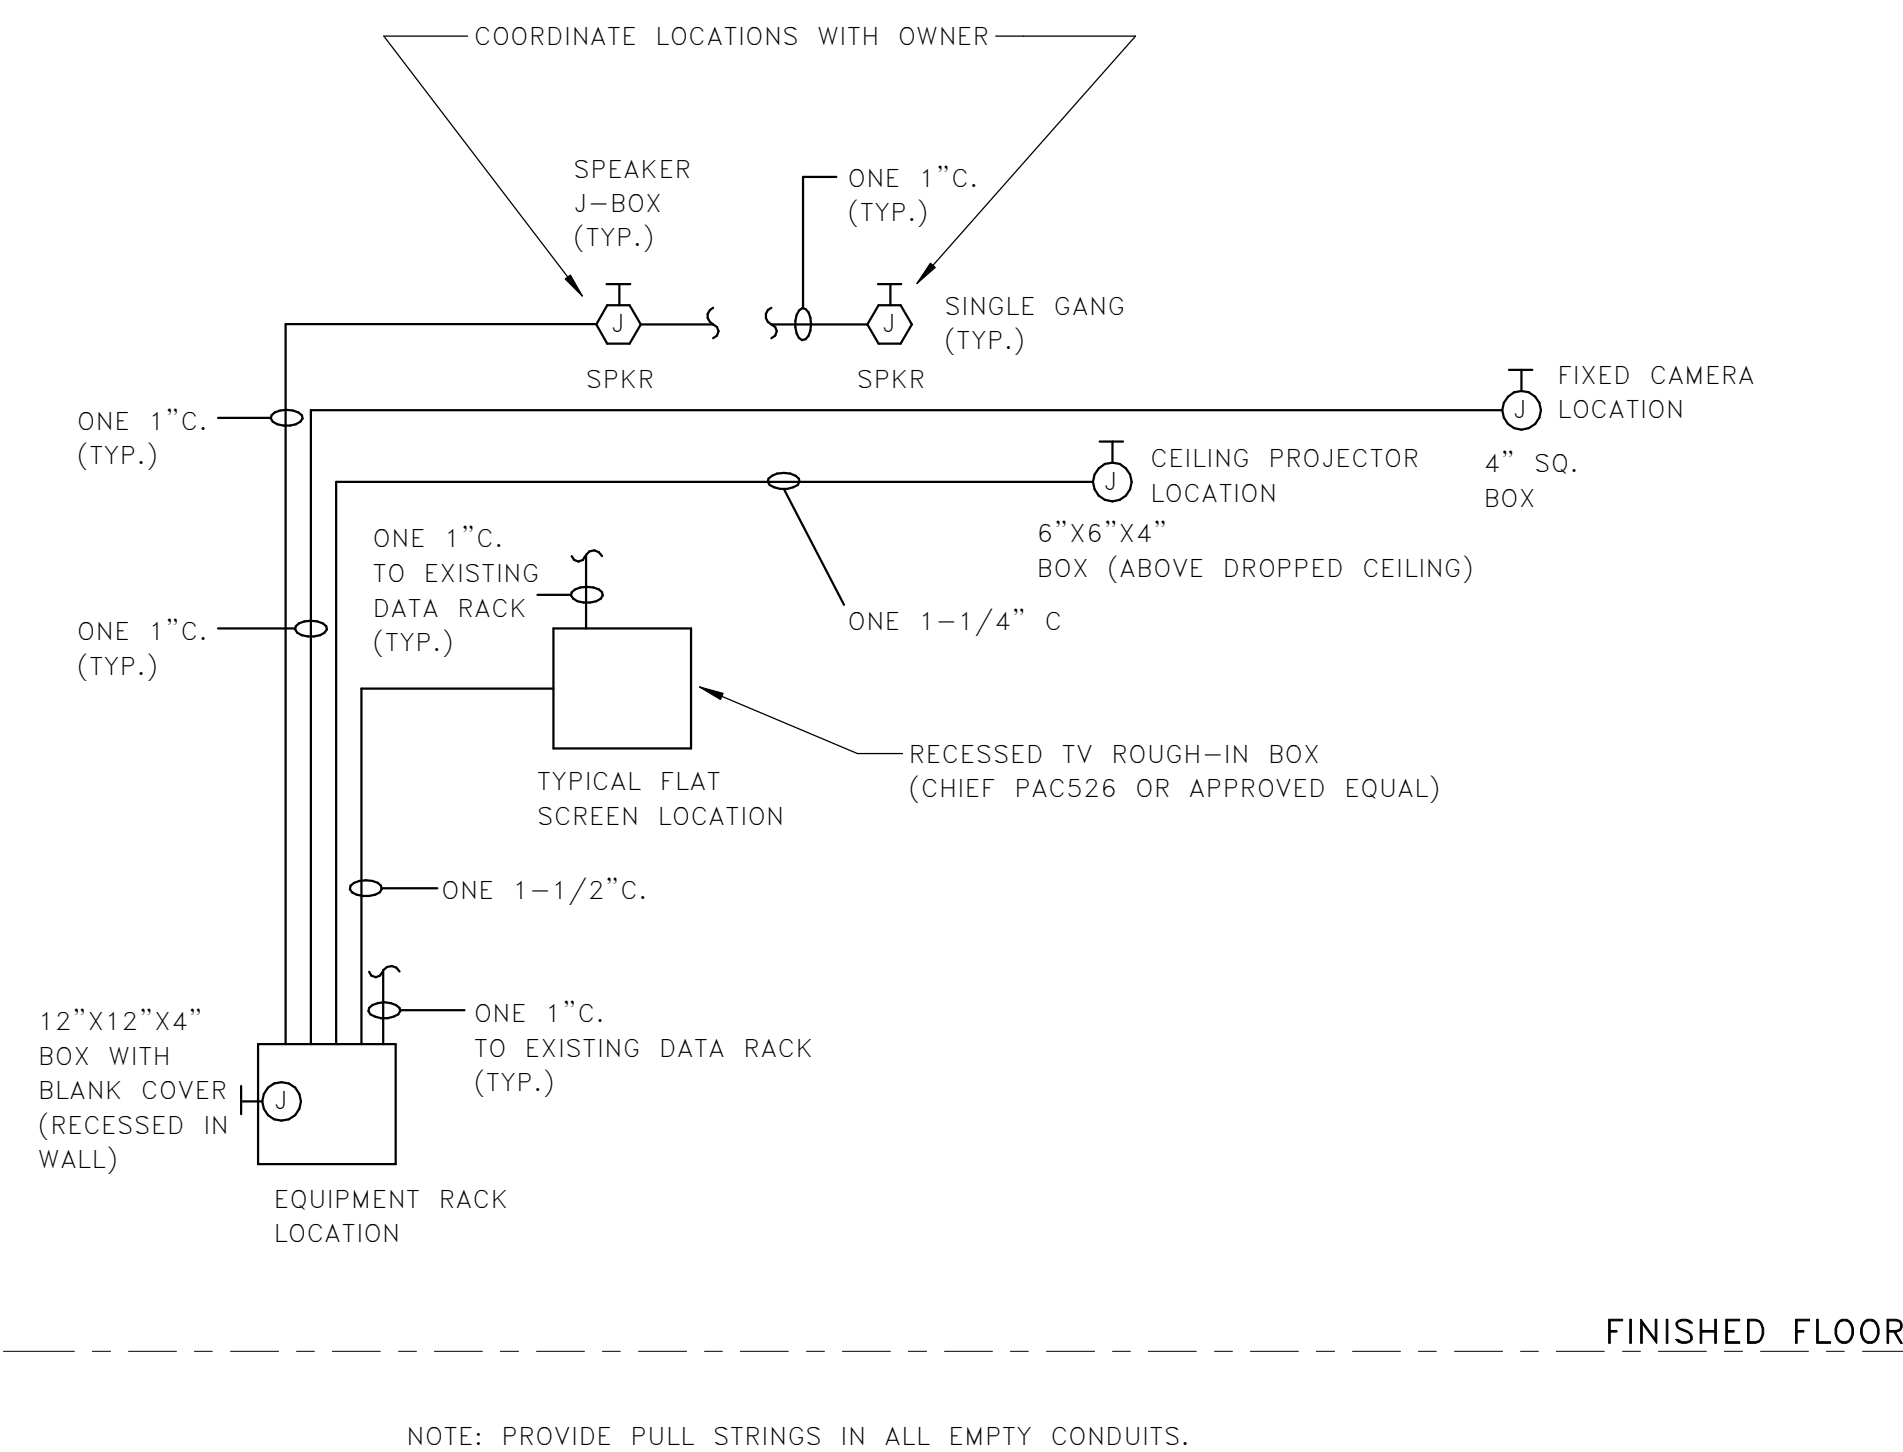 COORDINATE LOCATIONS WITH OWNER
SPEAKER
J-BOX
(TYP.)
ONE 1"C.
(TYP.)
J
J
SINGLE GANG
(TYP.)
SPKR
SPKR
FIXED CAMERA
LOCATION
J
4" SQ.
BOX
ONE 1"C.
(TYP.)
CEILING PROJECTOR
LOCATION
J
6"X6"X4"
BOX (ABOVE DROPPED CEILING)
ONE 1"C.
TO EXISTING
DATA RACK
(TYP.)
ONE 1-1/4" C
ONE 1"C.
(TYP.)
RECESSED TV ROUGH-IN BOX
(CHIEF PAC526 OR APPROVED EQUAL)
TYPICAL FLAT
SCREEN LOCATION
ONE 1-1/2"C.
ONE 1"C.
TO EXISTING DATA RACK
(TYP.)
12"X12"X4"
BOX WITH
BLANK COVER
(RECESSED IN
WALL)
J
EQUIPMENT RACK
LOCATION
FINISHED FLOOR
NOTE: PROVIDE PULL STRINGS IN ALL EMPTY CONDUITS.